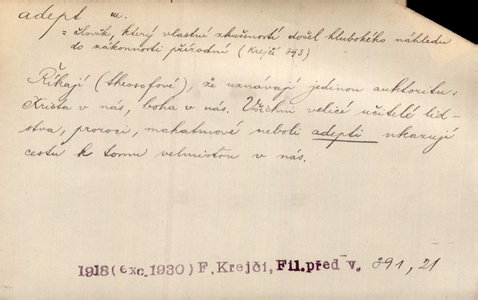 adept m.
= člověk, který vlastní zkušeností došel hlubokého náhledu
do zákonnosti přírodní (Krejčí 393)
Říkají (theosofové), že uznávají jedinou auktoritu:
Krista v nás, boha v nás. Všichni velicí učitelé lid-
stva, proroci, mahatmové neboli adepti ukazují
cestu k tomu velmistru v nás.
1918 (exc. 1930) F. Krejčí, Fil.před v. 391, 21